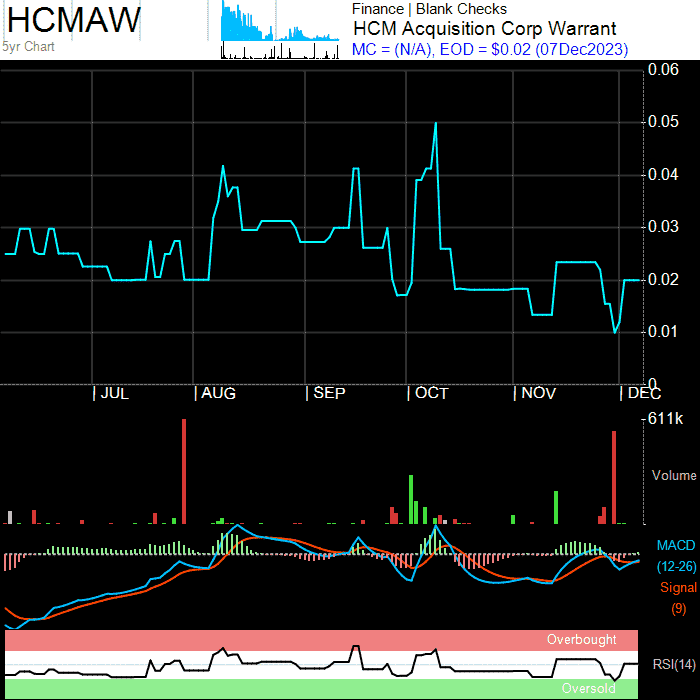 HCMAW
5yr Chart
Finance | Blank Checks
HCM Acquisition Corp Warrant
MC = (N/A), EOD = $0.02 (07Dec2023)
0.06
0.05
0.04
0.03
0.02
0.01
0
| JUL | AUG | SEP | OCT | NOV | DEC
611k
Volume
MACD
(12-26)
Signal
(9)
Overbought
RSI(14)
Oversold